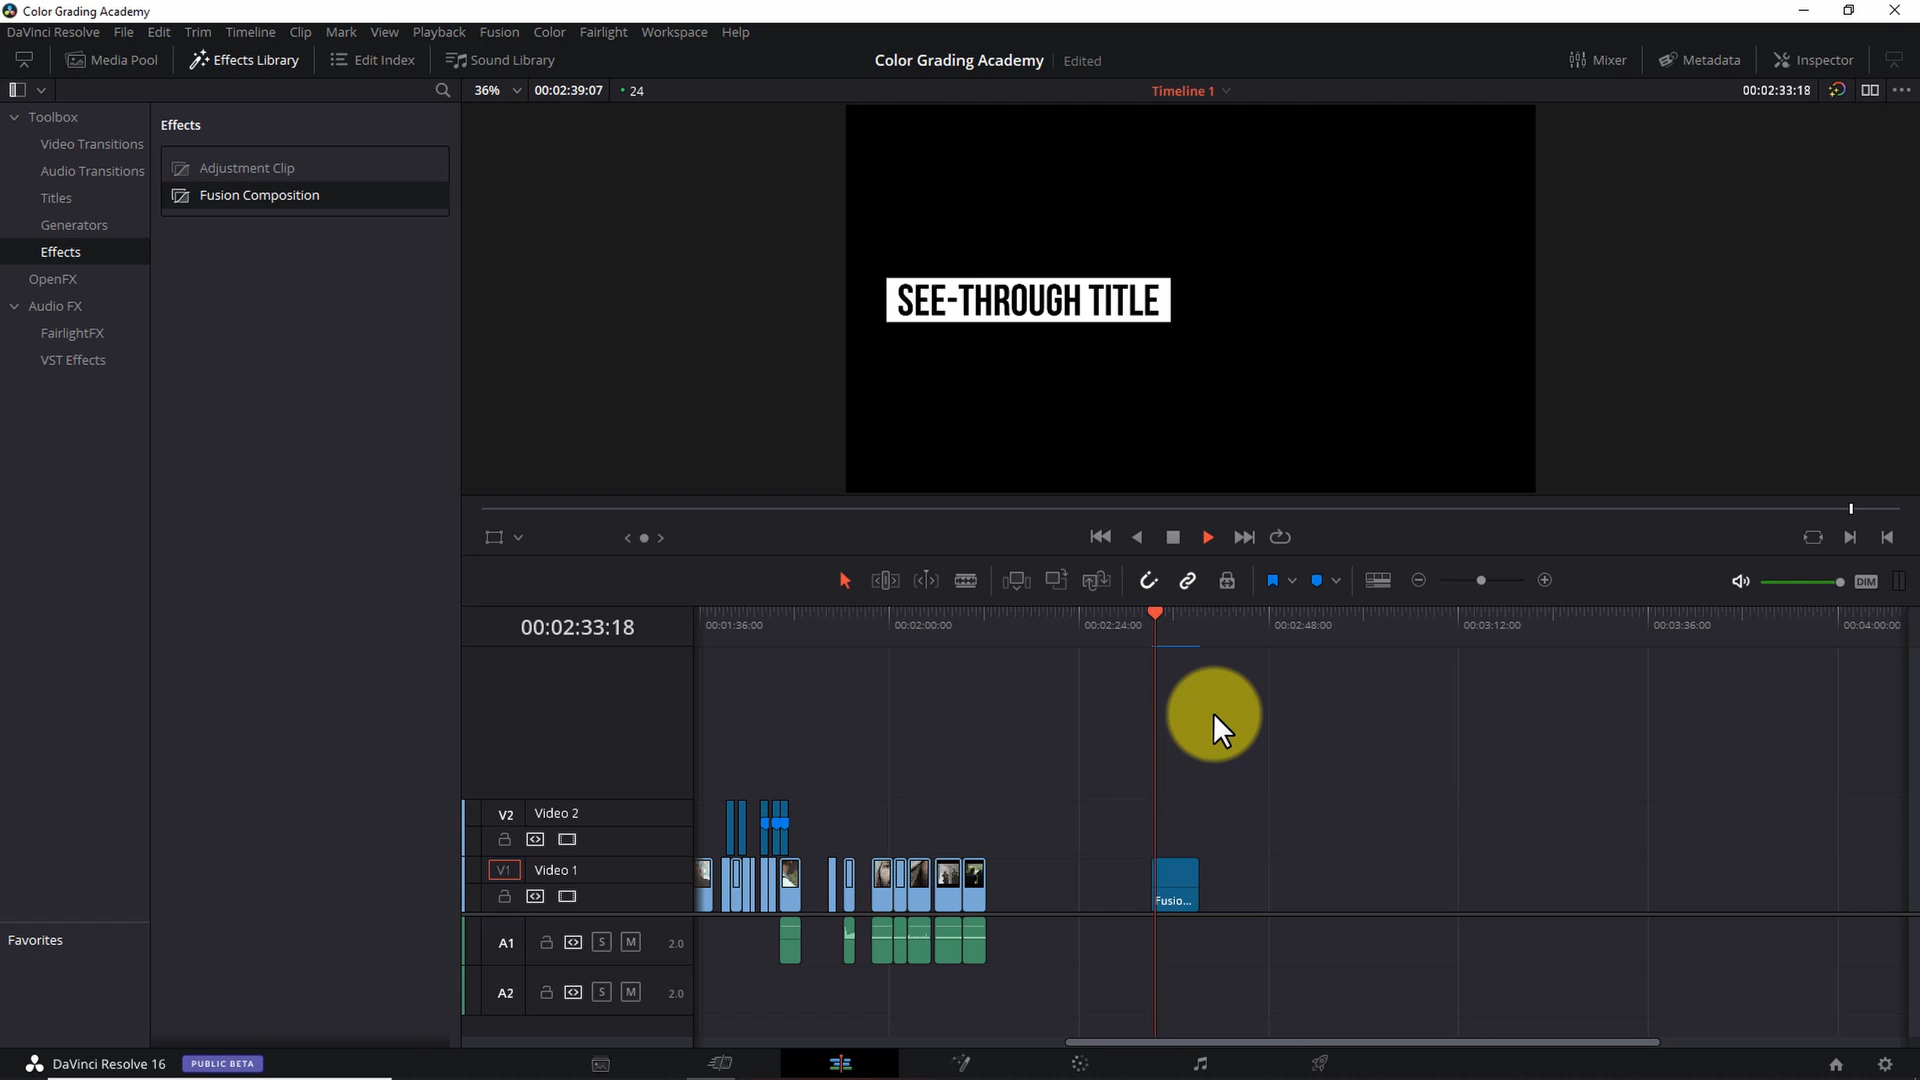 Color Grading Academy
DaVinci Resolve File Edit Trim Timeline Clip Mark View Playback Fusion Color Fairlight Workspace Help
Media Pool Effects Library Edit Index Sound Library Color Grading Academy Edited Mixer Metadata Inspector
36% 00:02:39:07 24 Timeline 1 00:02:33:18
Toolbox
Video Transitions
Audio Transitions
Titles
Generators
Effects
OpenFX
Audio FX
FairlightFX
VST Effects
Favorites
Effects
Adjustment Clip
Fusion Composition
SEE-THROUGH TITLE
DIM
00:02:33:18
00:01:36:00 00:02:00:00 00:02:24:00 00:02:48:00 00:03:12:00 00:03:36:00 00:04:00:00
V2 Video 2
V1 Video 1
Fusio...
A1 S M 2.0
A2 S M 2.0
DaVinci Resolve 16 PUBLIC BETA